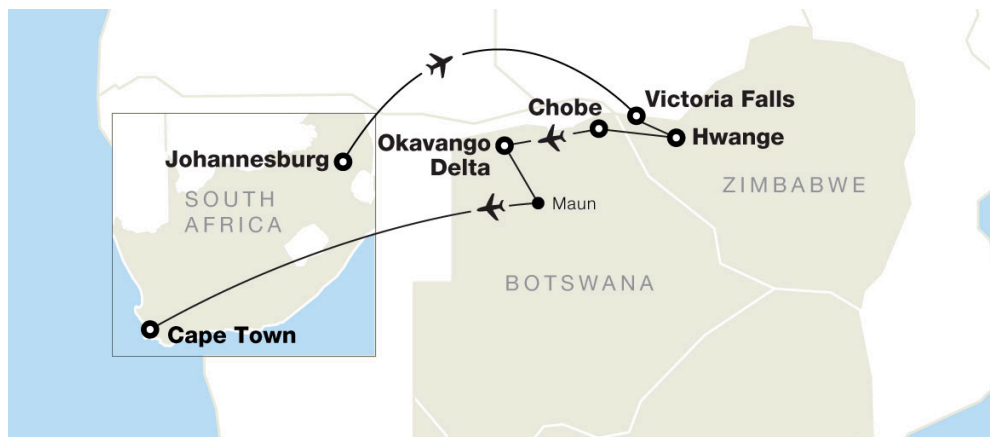 Victoria Falls
Chobe
Hwange
Okavango
Delta
Johannesburg
ZIMBABWE
SOUTH
AFRICA
Maun
BOTSWANA
Cape Town